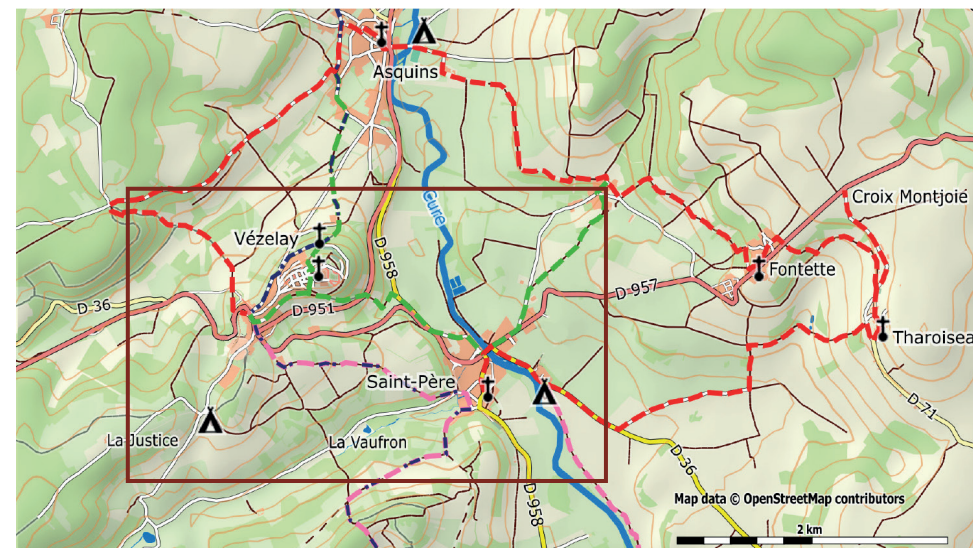 Asquins
Cure
Croix Montjoie
Vézelay
D-958
Fontette
D-957
D-36
D-951
Tharoisea
Saint-Père
D-71
La Justice
La Vaufron
D-36
D-958
Map data © OpenStreetMap contributors
2 km